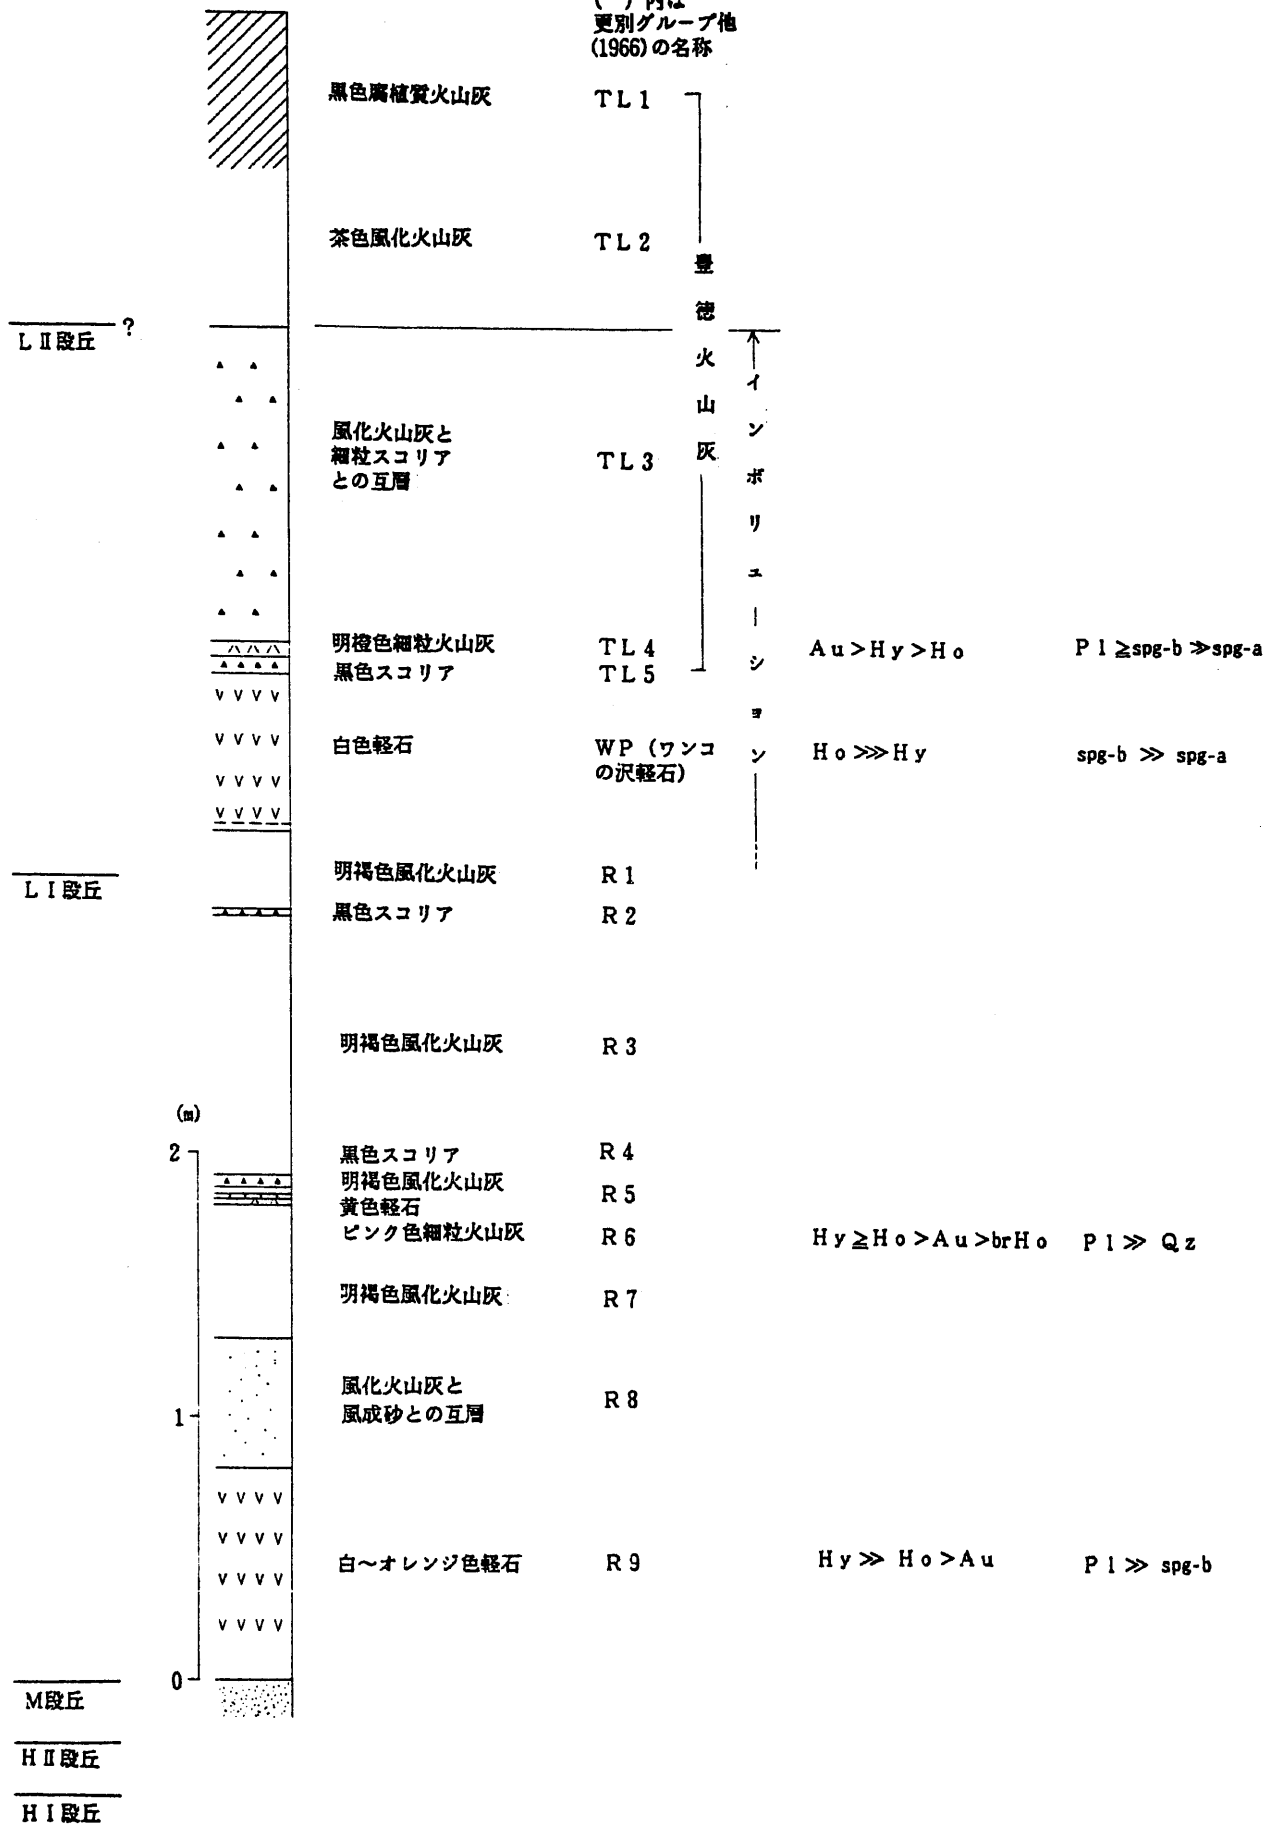 ( ) 内は
更別グループ他
(1966)の名称
黒色腐植質火山灰 TL1
茶色風化火山灰 TL2
豊徳火山灰
LⅡ段丘 ?
インボリューション
風化火山灰と
細粒スコリア
との互層
TL3
明橙色細粒火山灰 TL4 Au>Hy>Ho Pl≧spg-b≫spg-a
黒色スコリア TL5
白色軽石 WP (ワンコ
の沢軽石)
Ho⋙Hy spg-b ≫ spg-a
LⅠ段丘
明褐色風化火山灰 R1
黒色スコリア R2
明褐色風化火山灰 R3
(m)
2
黒色スコリア R4
明褐色風化火山灰
黄色軽石
R5
ピンク色細粒火山灰 R6 Hy≧Ho>Au>brHo Pl≫ Qz
明褐色風化火山灰 R7
風化火山灰と
風成砂との互層
R8
1
白〜オレンジ色軽石 R9 Hy≫ Ho>Au Pl≫ spg-b
0
M段丘
HⅡ段丘
HⅠ段丘